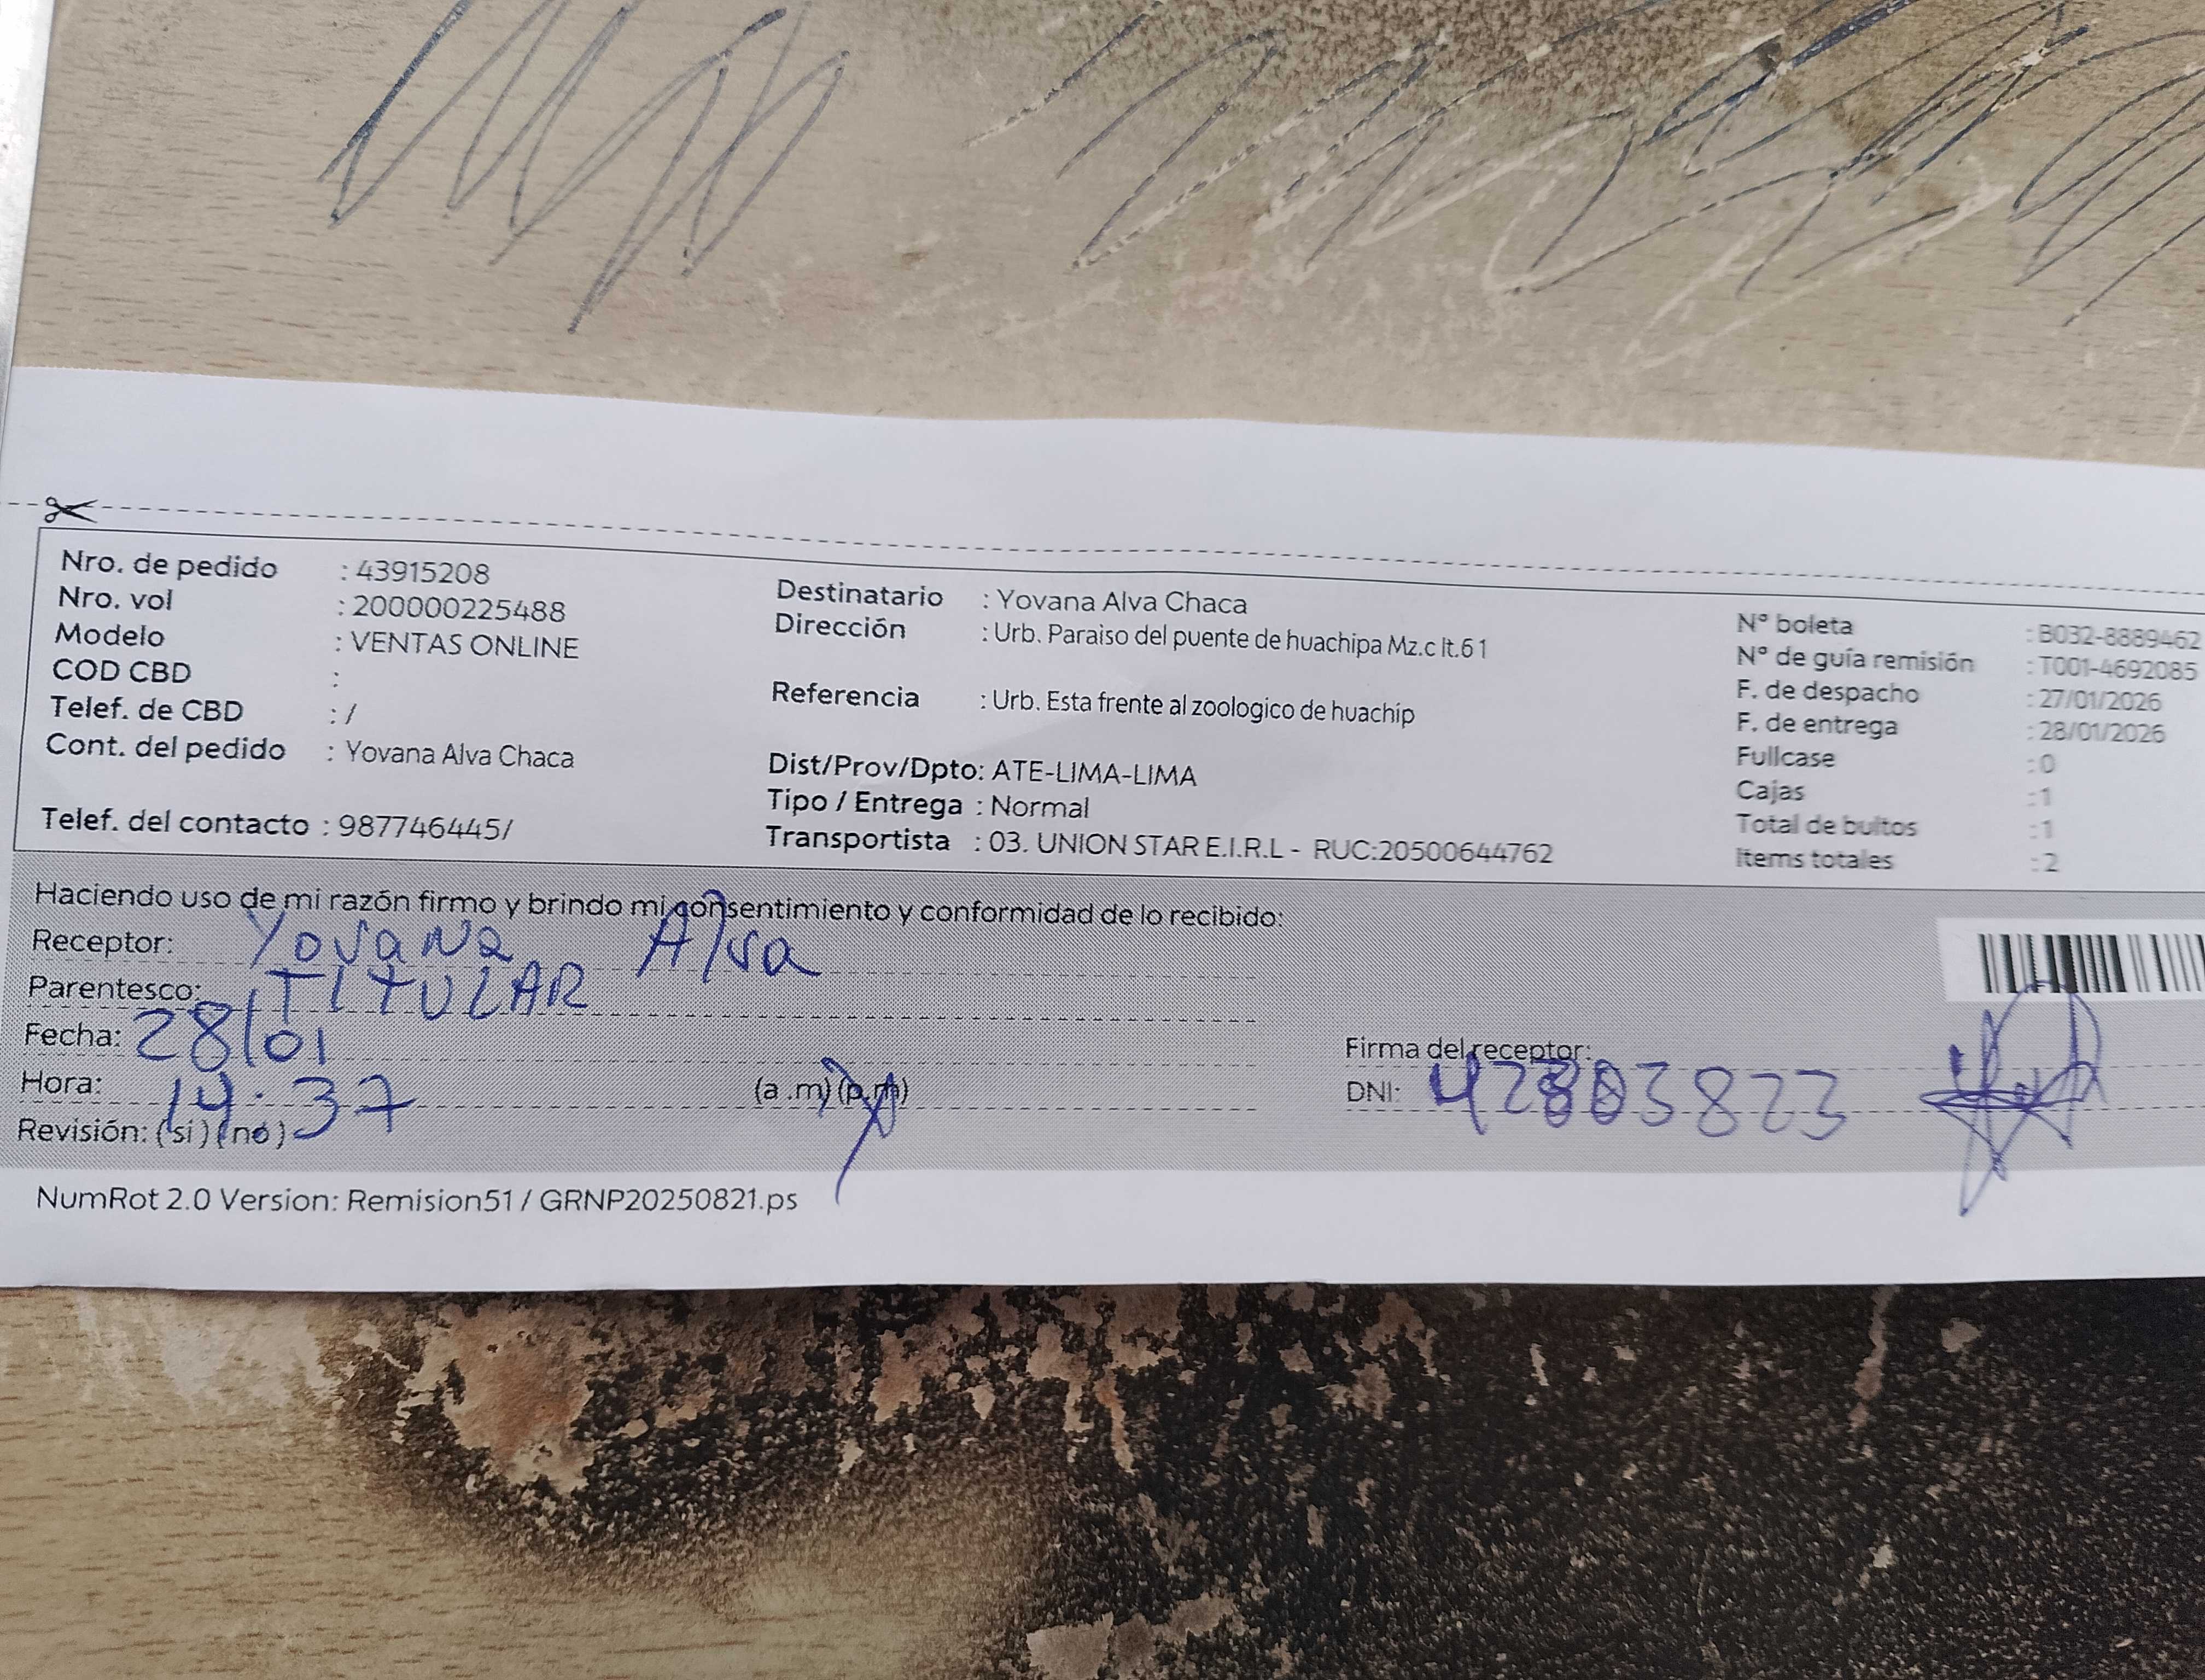 Nro. de pedido : 43915208
Nro. vol : 200000225488
Modelo : VENTAS ONLINE
COD CBD :
Telef. de CBD : /
Cont. del pedido : Yovana Alva Chaca
Telef. del contacto : 987746445/
Destinatario : Yovana Alva Chaca
Dirección : Urb. Paraiso del puente de huachipa Mz.c lt.61
Referencia : Urb. Esta frente al zoologico de huachip
Dist/Prov/Dpto: ATE-LIMA-LIMA
Tipo / Entrega : Normal
Transportista : 03. UNION STAR E.I.R.L - RUC:20500644762
N° boleta : B032-8889462
N° de guía remisión : T001-4692085
F. de despacho : 27/01/2026
F. de entrega : 28/01/2026
Fullcase : 0
Cajas : 1
Total de bultos : 1
Items totales : 2
Haciendo uso de mi razón firmo y brindo mi consentimiento y conformidad de lo recibido:
Receptor: Yovana Alva
Parentesco: TITULAR
Fecha: 28/01
Hora: 14:37 (a .m) (p.m)
Revisión: (si) (no)
Firma del receptor:
DNI:
NumRot 2.0 Version: Remision51 / GRNP20250821.ps